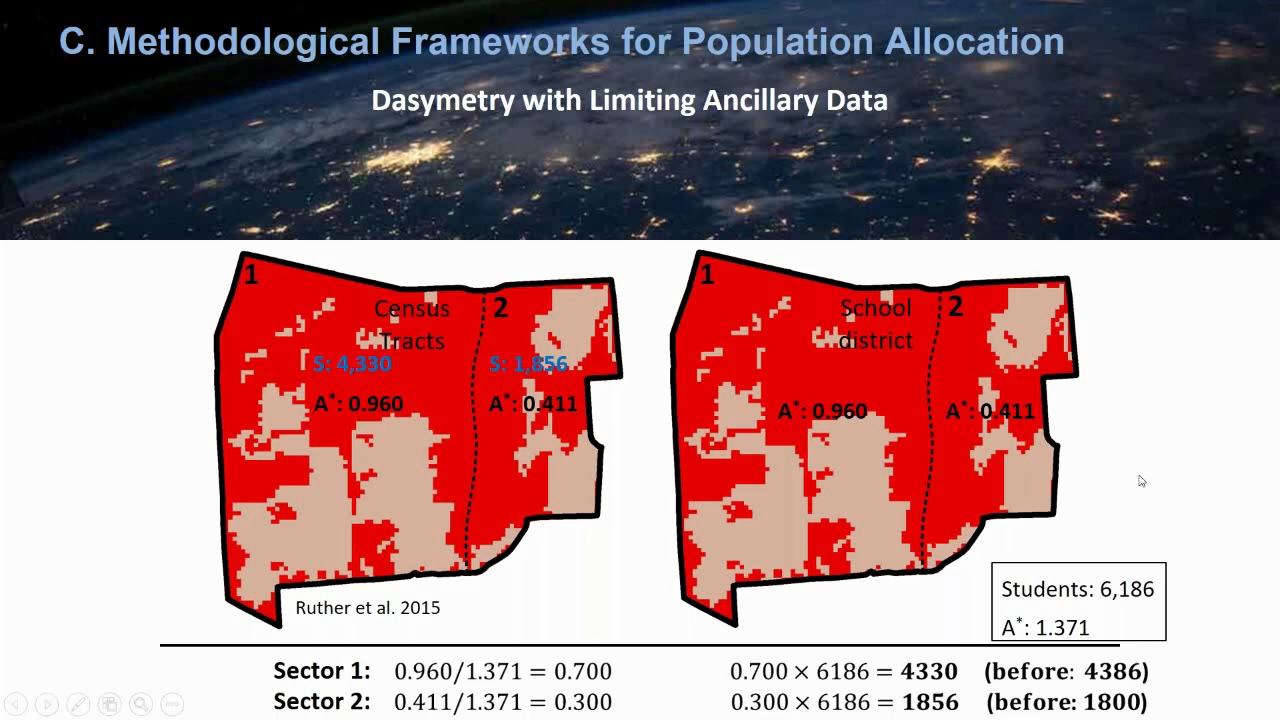 C. Methodological Frameworks for Population Allocation
Dasymetry with Limiting Ancillary Data
1
Census
Tracts
2
S: 4,330
S: 1,856
A*: 0.960
A*: 0.411
Ruther et al. 2015
1
School
district
2
A*: 0.960
A*: 0.411
Students: 6,186
A*: 1.371
Sector 1: 0.960/1.371 = 0.700 0.700 × 6186 = 4330 (before: 4386)
Sector 2: 0.411/1.371 = 0.300 0.300 × 6186 = 1856 (before: 1800)